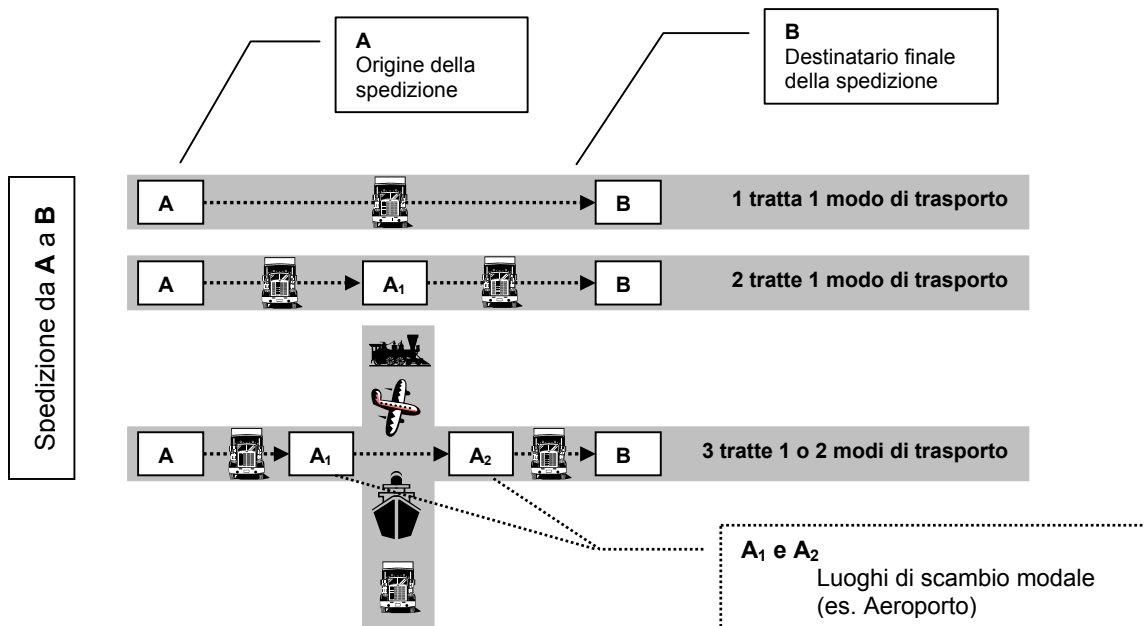 A
Origine della
spedizione
B
Destinatario finale
della spedizione
Spedizione da A a B
A B 1 tratta 1 modo di trasporto
A A₁ B 2 tratte 1 modo di trasporto
A A₁ A₂ B 3 tratte 1 o 2 modi di trasporto
A₁ e A₂
Luoghi di scambio modale
(es. Aeroporto)